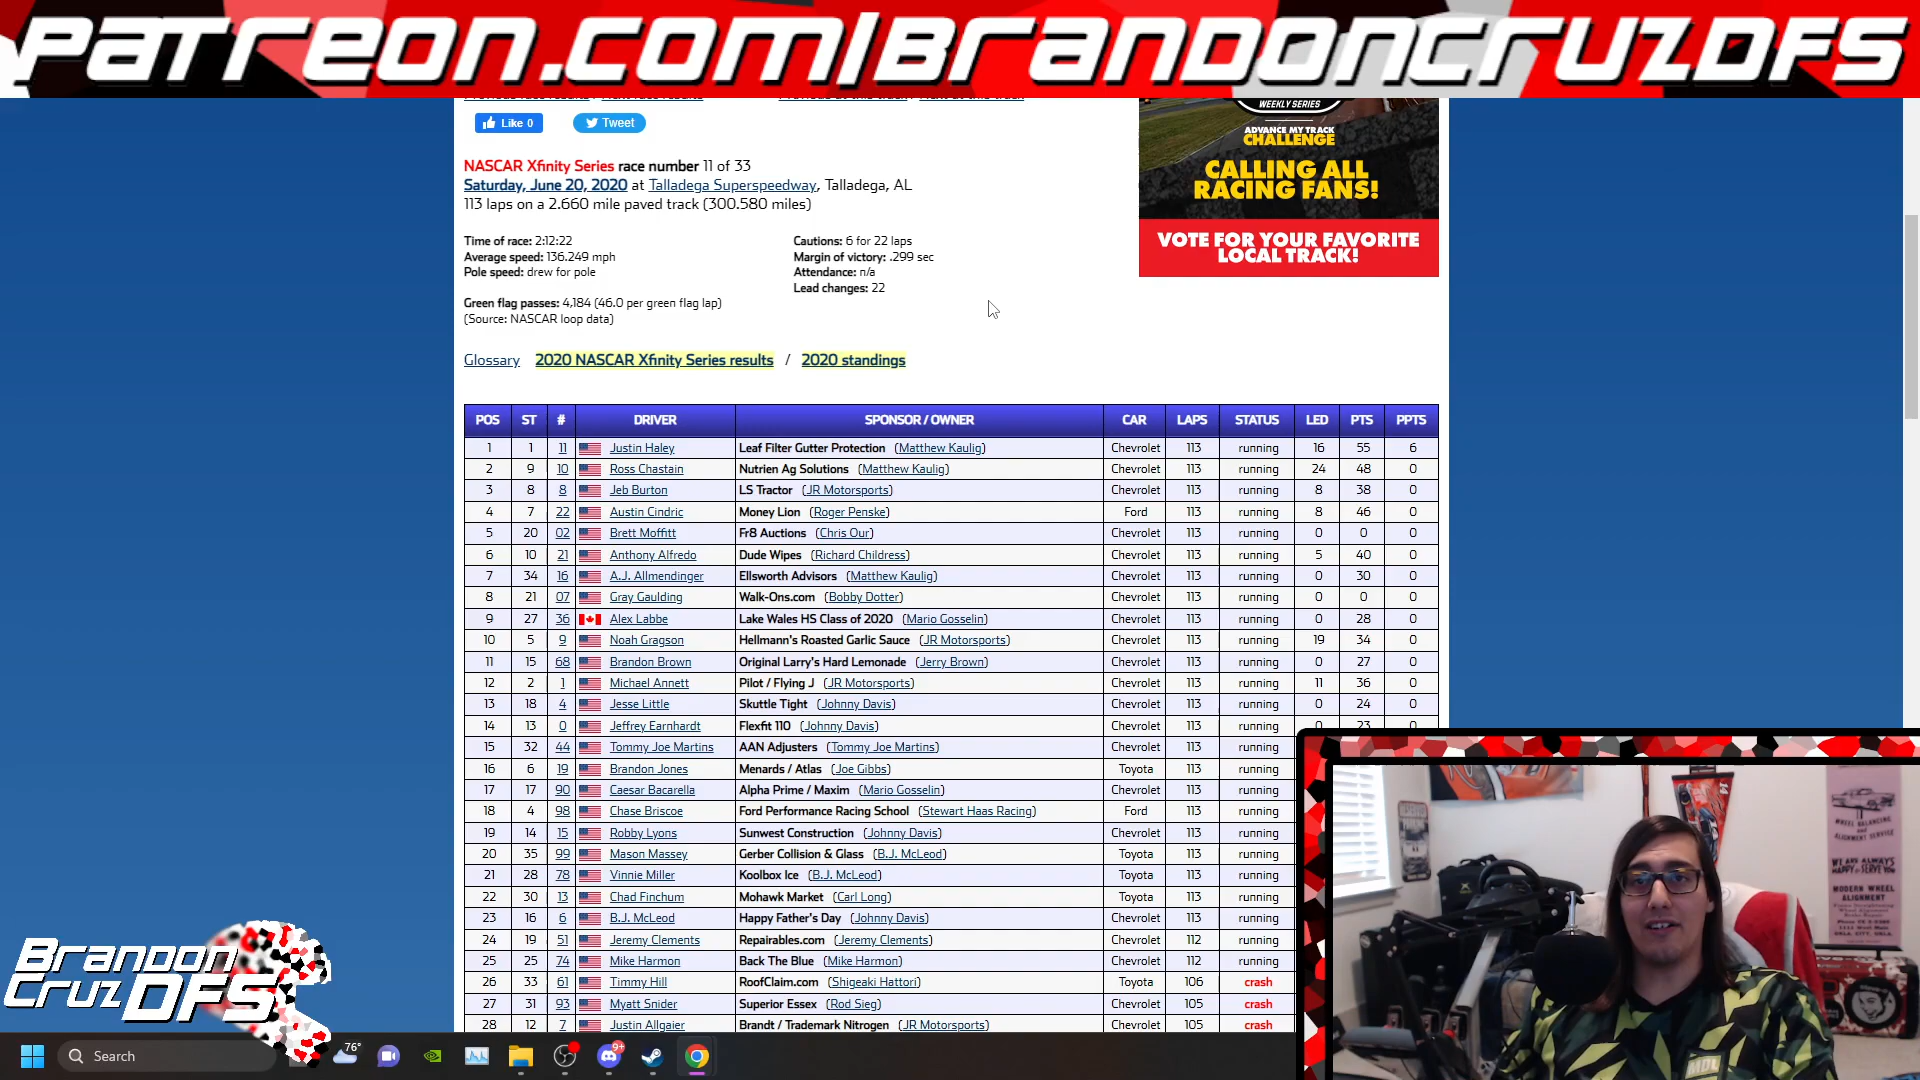 Patreon.com/BrandonCruzDFS
Like 0
Tweet
WEEKLY SERIES
ADVANCE MY TRACK
CHALLENGE
CALLING ALL
RACING FANS!
VOTE FOR YOUR FAVORITE
LOCAL TRACK!
NASCAR Xfinity Series race number 11 of 33
Saturday, June 20, 2020 at Talladega Superspeedway, Talladega, AL
113 laps on a 2.660 mile paved track (300.580 miles)
Time of race: 2:12:22
Average speed: 136.249 mph
Pole speed: drew for pole
Cautions: 6 for 22 laps
Margin of victory: .299 sec
Attendance: n/a
Lead changes: 22
Green flag passes: 4,184 (46.0 per green flag lap)
(Source: NASCAR loop data)
Glossary 2020 NASCAR Xfinity Series results / 2020 standings
POS ST # DRIVER SPONSOR / OWNER CAR LAPS STATUS LED PTS PPTS
1 1 11 Justin Haley Leaf Filter Gutter Protection (Matthew Kaulig) Chevrolet 113 running 16 55 6
2 9 10 Ross Chastain Nutrien Ag Solutions (Matthew Kaulig) Chevrolet 113 running 24 48 0
3 8 8 Jeb Burton LS Tractor (JR Motorsports) Chevrolet 113 running 8 38 0
4 7 22 Austin Cindric Money Lion (Roger Penske) Ford 113 running 8 46 0
5 20 02 Brett Moffitt Fr8 Auctions (Chris Our) Chevrolet 113 running 0 0 0
6 10 21 Anthony Alfredo Dude Wipes (Richard Childress) Chevrolet 113 running 5 40 0
7 34 16 A.J. Allmendinger Ellsworth Advisors (Matthew Kaulig) Chevrolet 113 running 0 30 0
8 21 07 Gray Gaulding Walk-Ons.com (Bobby Dotter) Chevrolet 113 running 0 0 0
9 27 36 Alex Labbe Lake Wales HS Class of 2020 (Mario Gosselin) Chevrolet 113 running 0 28 0
10 5 9 Noah Gragson Hellmann's Roasted Garlic Sauce (JR Motorsports) Chevrolet 113 running 19 34 0
11 15 68 Brandon Brown Original Larry's Hard Lemonade (Jerry Brown) Chevrolet 113 running 0 27 0
12 2 1 Michael Annett Pilot / Flying J (JR Motorsports) Chevrolet 113 running 11 36 0
13 18 4 Jesse Little Skuttle Tight (Johnny Davis) Chevrolet 113 running 0 24 0
14 13 0 Jeffrey Earnhardt Flexfit 110 (Johnny Davis) Chevrolet 113 running 0 23 0
15 32 44 Tommy Joe Martins AAN Adjusters (Tommy Joe Martins) Chevrolet 113 running
16 6 19 Brandon Jones Menards / Atlas (Joe Gibbs) Toyota 113 running
17 17 90 Caesar Bacarella Alpha Prime / Maxim (Mario Gosselin) Chevrolet 113 running
18 4 98 Chase Briscoe Ford Performance Racing School (Stewart Haas Racing) Ford 113 running
19 14 15 Robby Lyons Sunwest Construction (Johnny Davis) Chevrolet 113 running
20 35 99 Mason Massey Gerber Collision & Glass (B.J. McLeod) Toyota 113 running
21 28 78 Vinnie Miller Koolbox Ice (B.J. McLeod) Toyota 113 running
22 30 13 Chad Finchum Mohawk Market (Carl Long) Toyota 113 running
23 16 6 B.J. McLeod Happy Father's Day (Johnny Davis) Chevrolet 113 running
24 19 51 Jeremy Clements Repairables.com (Jeremy Clements) Chevrolet 112 running
25 25 74 Mike Harmon Back The Blue (Mike Harmon) Chevrolet 112 running
26 33 61 Timmy Hill RoofClaim.com (Shigeaki Hattori) Toyota 106 crash
27 31 93 Myatt Snider Superior Essex (Rod Sieg) Chevrolet 105 crash
28 12 7 Justin Allgaier Brandt / Trademark Nitrogen (JR Motorsports) Chevrolet 105 crash
WHEEL BALANCING
and
ALIGNMENT SERVICE
WE ARE ALWAYS
HAPPY TO SERVE YOU
MODERN WHEEL
ALIGNMENT
Brandon
Cruz DFS
Search
76°
9+